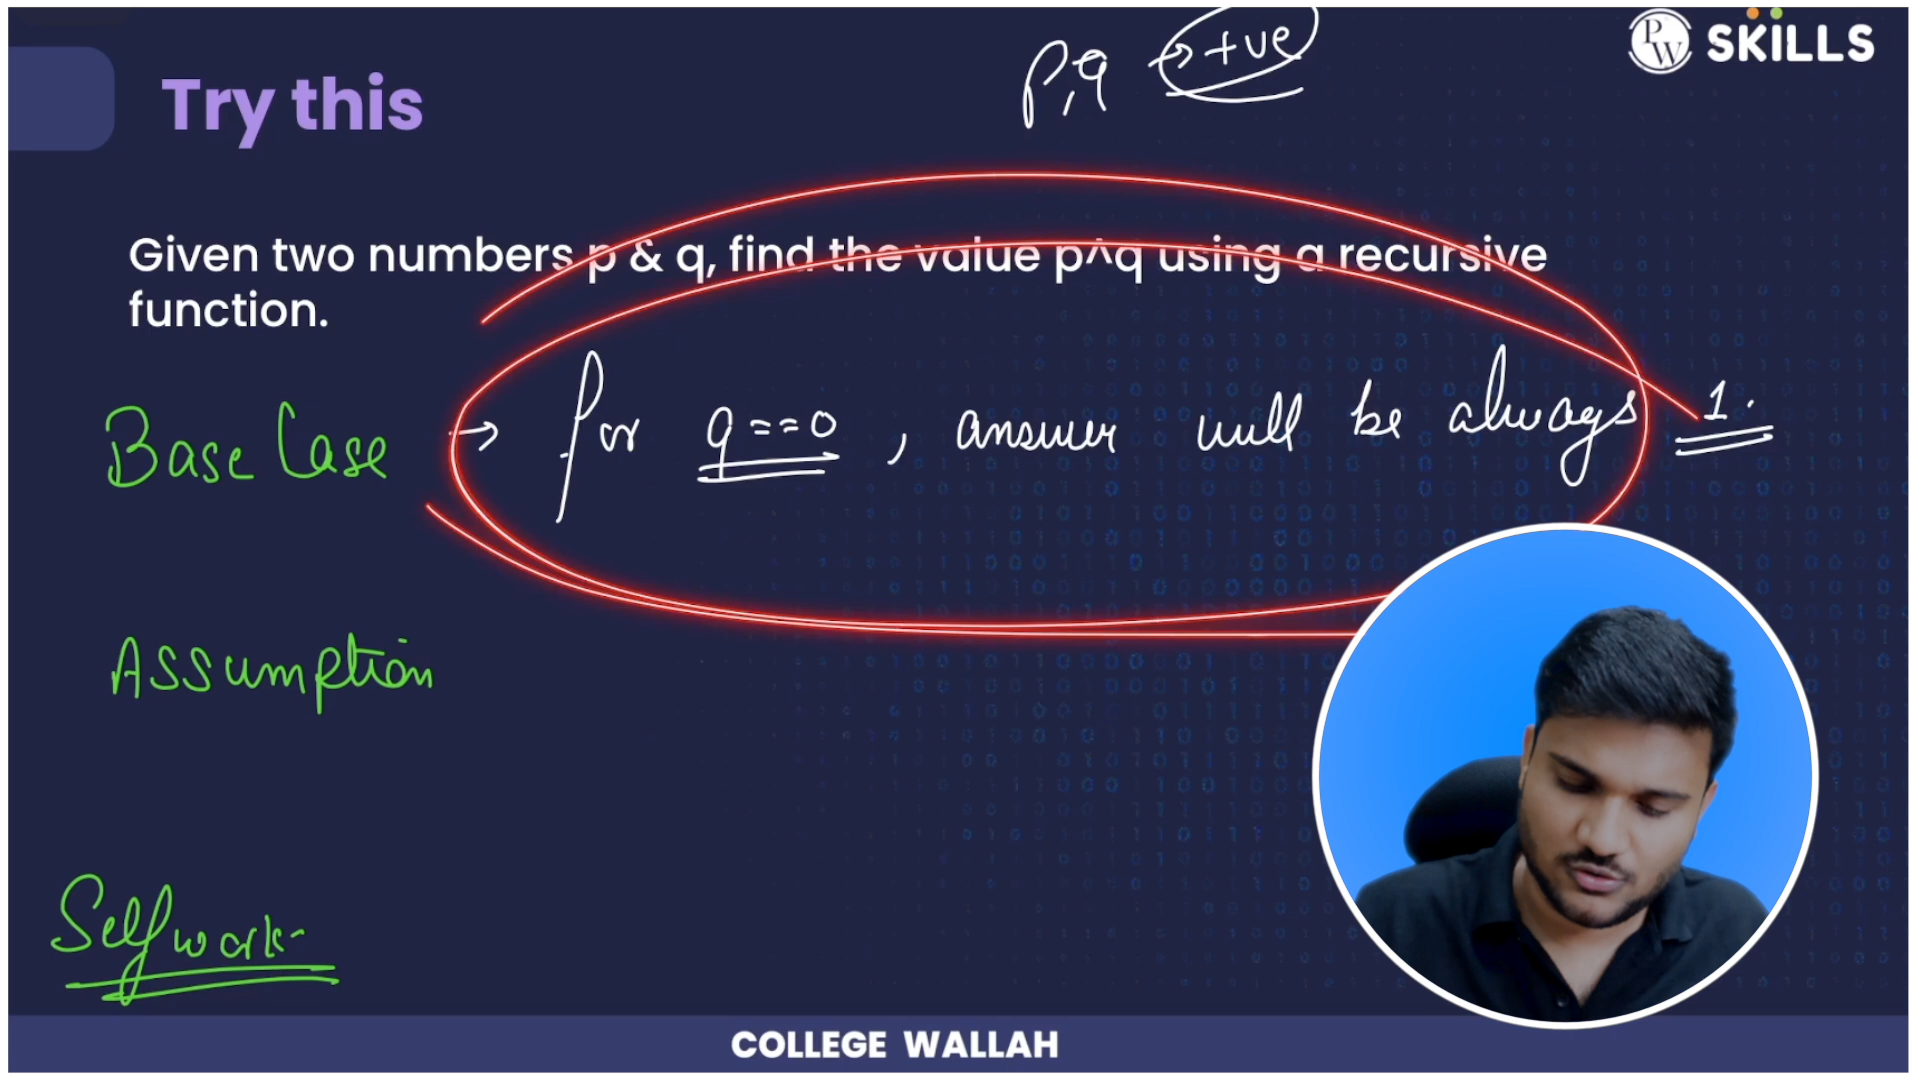 p,q → +ve
PW SKILLS
Try this
Given two numbers p & q, find the value p^q using a recursive
function.
Base Case → for q==0, answer will be always 1.
Assumption
Selfwork-
COLLEGE WALLAH